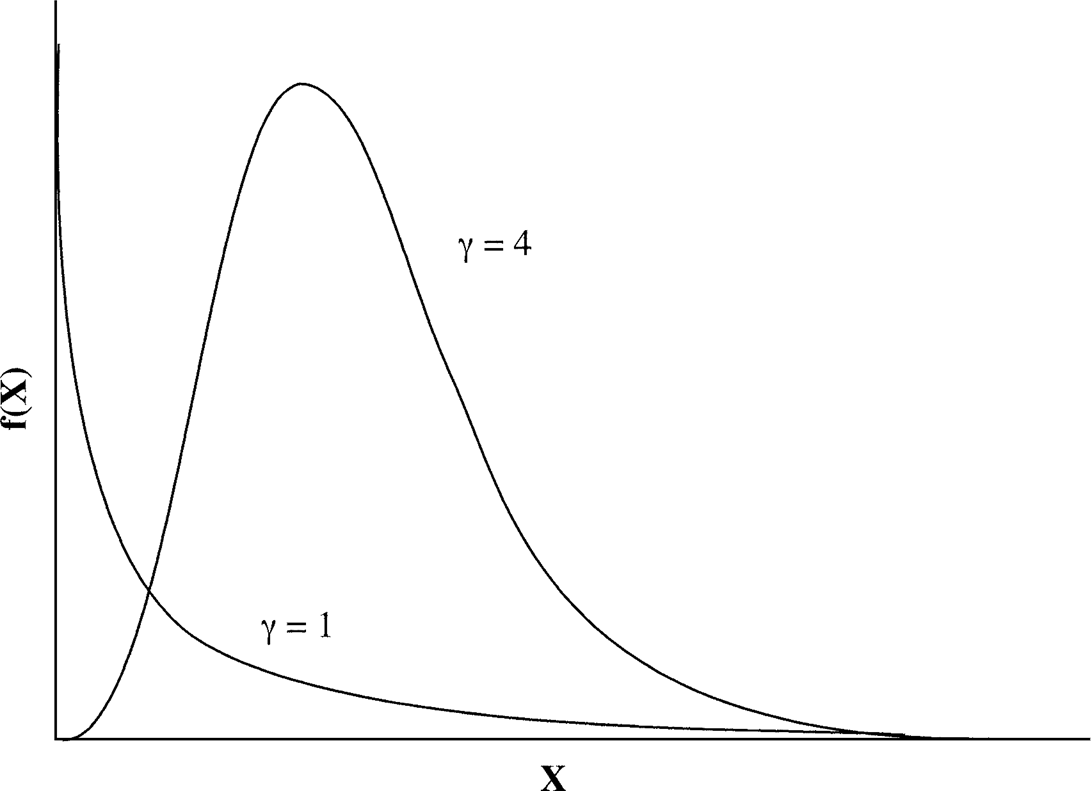 γ = 4
f(X)
γ = 1
X